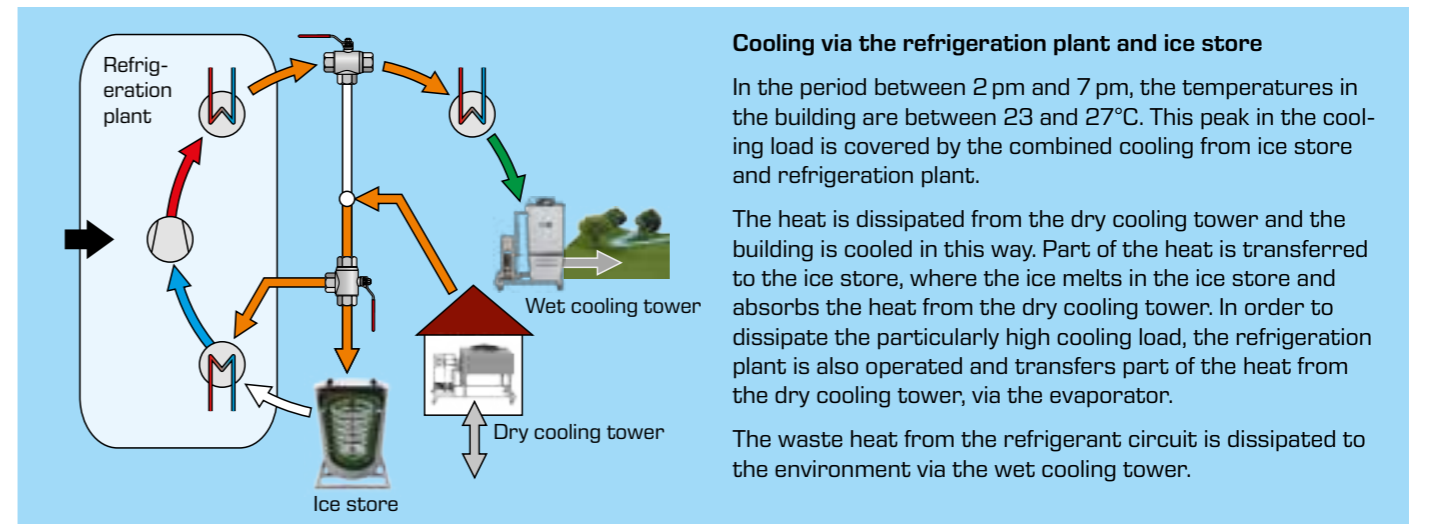 Refrig-
eration
plant
Wet cooling tower
Dry cooling tower
Ice store
Cooling via the refrigeration plant and ice store
In the period between 2 pm and 7 pm, the temperatures in
the building are between 23 and 27°C. This peak in the cool-
ing load is covered by the combined cooling from ice store
and refrigeration plant.
The heat is dissipated from the dry cooling tower and the
building is cooled in this way. Part of the heat is transferred
to the ice store, where the ice melts in the ice store and
absorbs the heat from the dry cooling tower. In order to
dissipate the particularly high cooling load, the refrigeration
plant is also operated and transfers part of the heat from
the dry cooling tower, via the evaporator.
The waste heat from the refrigerant circuit is dissipated to
the environment via the wet cooling tower.